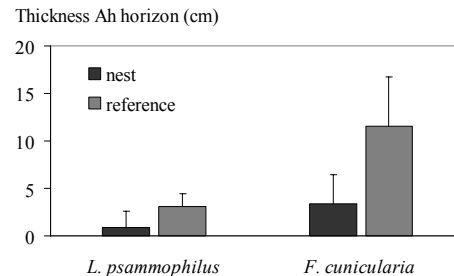 Thickness Ah horizon (cm)
20
nest
15
reference
10
5
0
L. psammophilus F. cunicularia